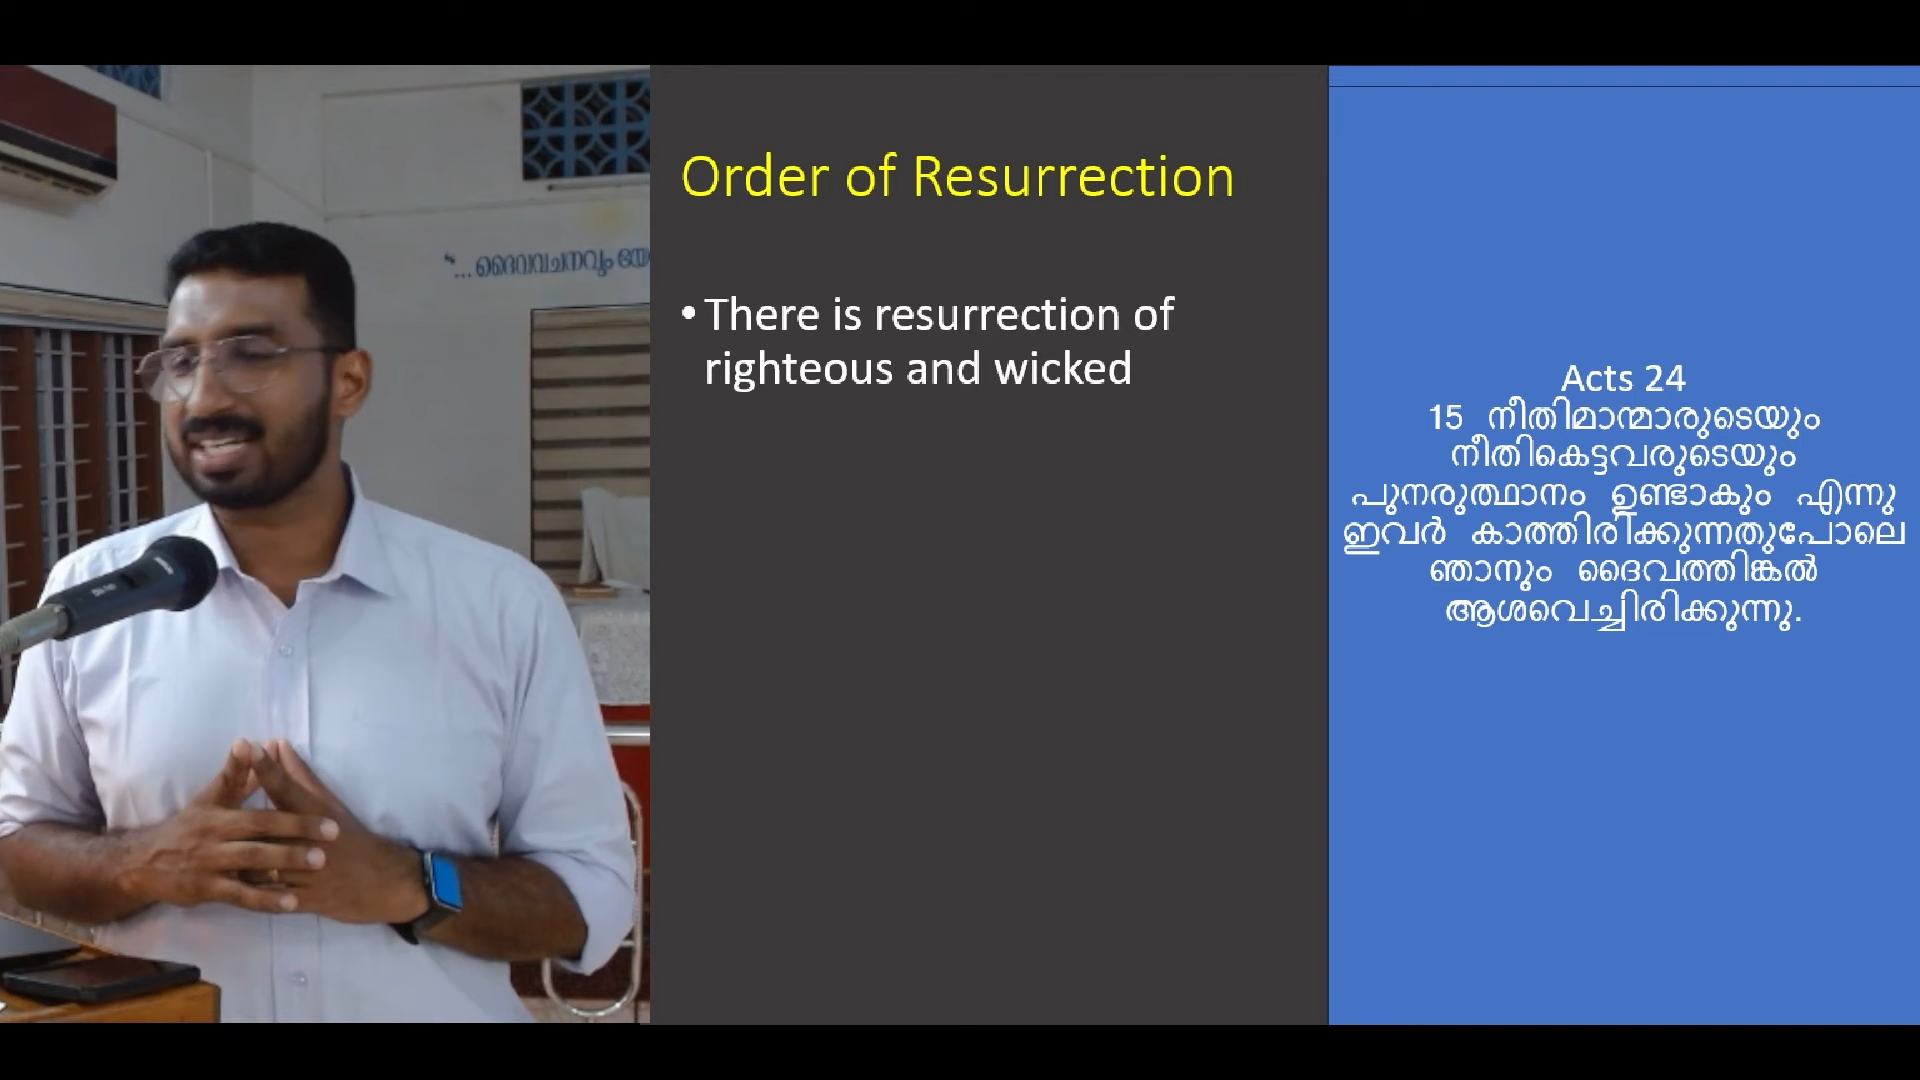 "...ദൈവവചനവും
Order of Resurrection
• There is resurrection of
righteous and wicked
Acts 24
15 നീതിമാന്മാരുടെയും
നീതികെട്ടവരുടെയും
പുനരുത്ഥാനം ഉണ്ടാകും എന്നു
ഇവർ കാത്തിരിക്കുന്നതുപോലെ
ഞാനും ദൈവത്തിങ്കൽ
ആശവെച്ചിരിക്കുന്നു.